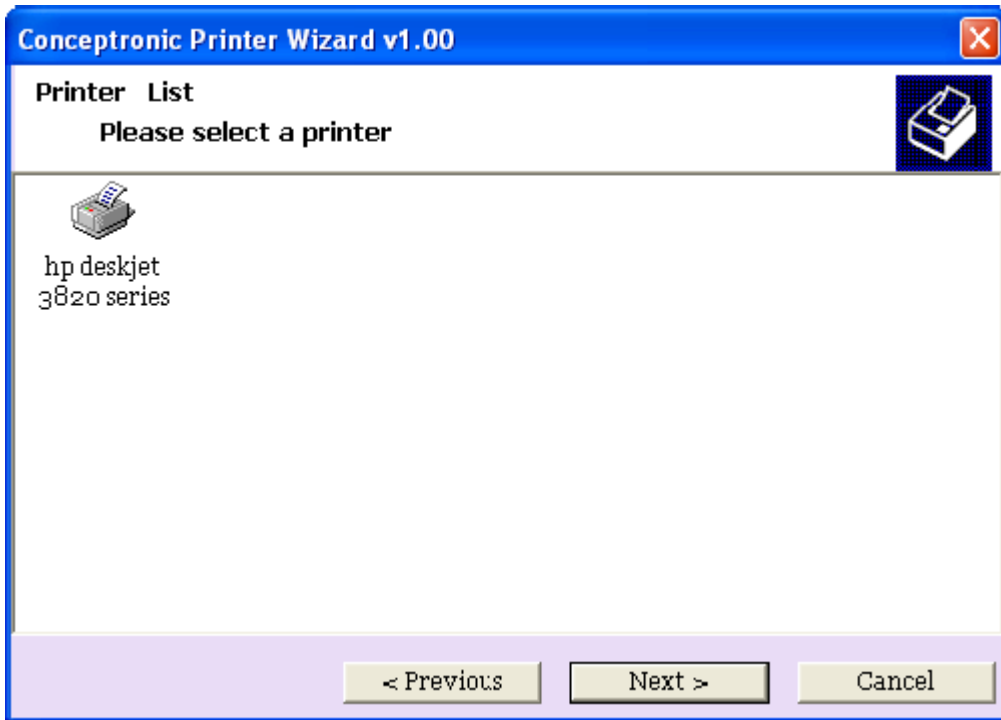 Conceptronic Printer Wizard v1.00
Printer List
Please select a printer
hp deskjet
3820 series
< Previous
Next >
Cancel